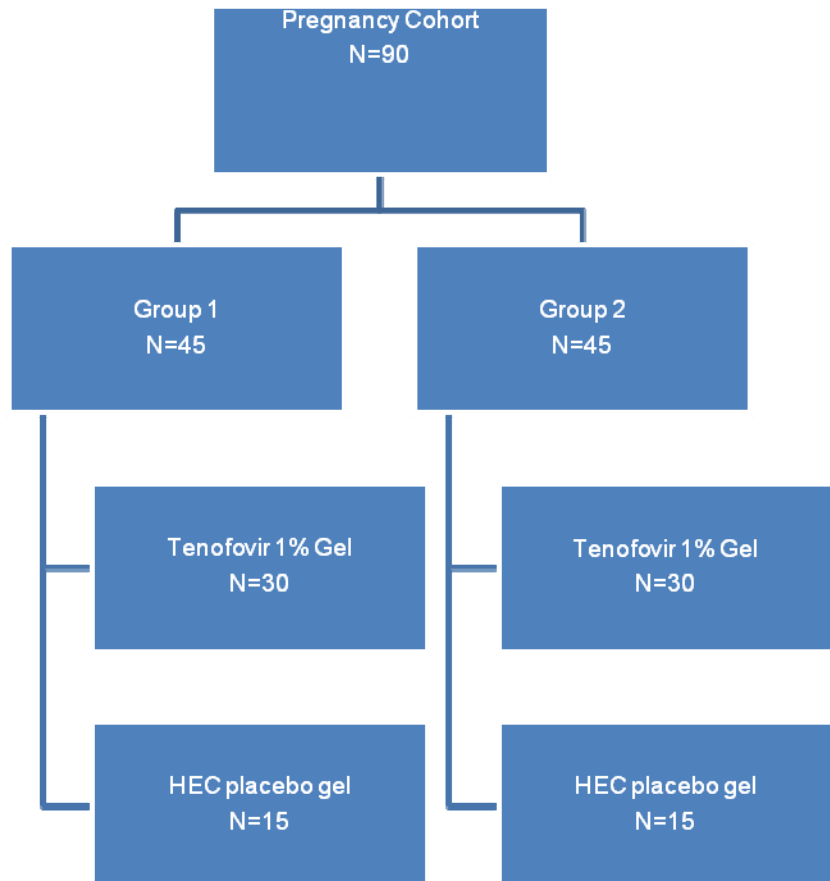 Pregnancy Cohort
N=90
Group 1
N=45
Group 2
N=45
Tenofovir 1% Gel
N=30
Tenofovir 1% Gel
N=30
HEC placebo gel
N=15
HEC placebo gel
N=15